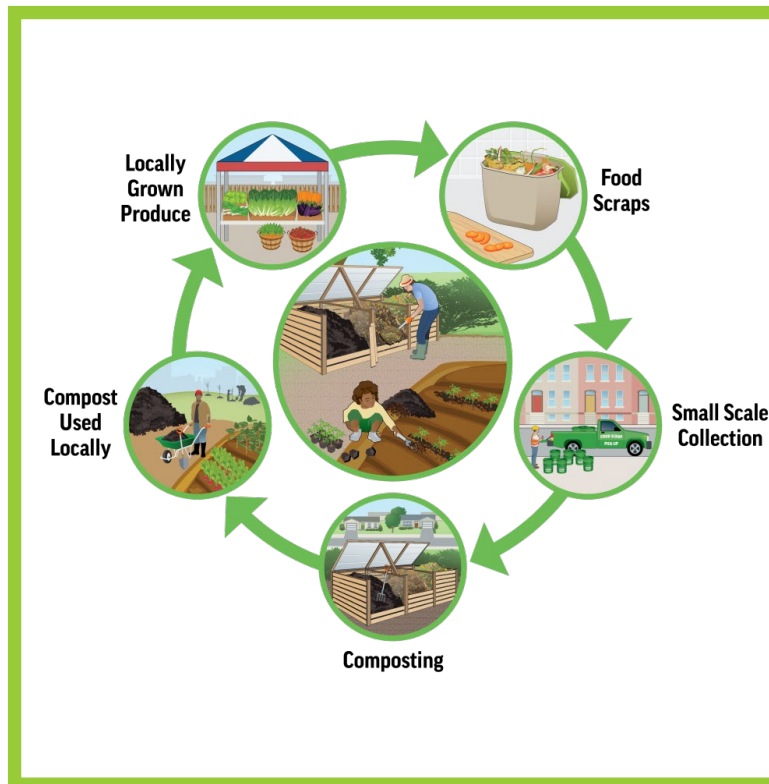 Locally
Grown
Produce
Food
Scraps
Small Scale
Collection
Composting
Compost
Used
Locally